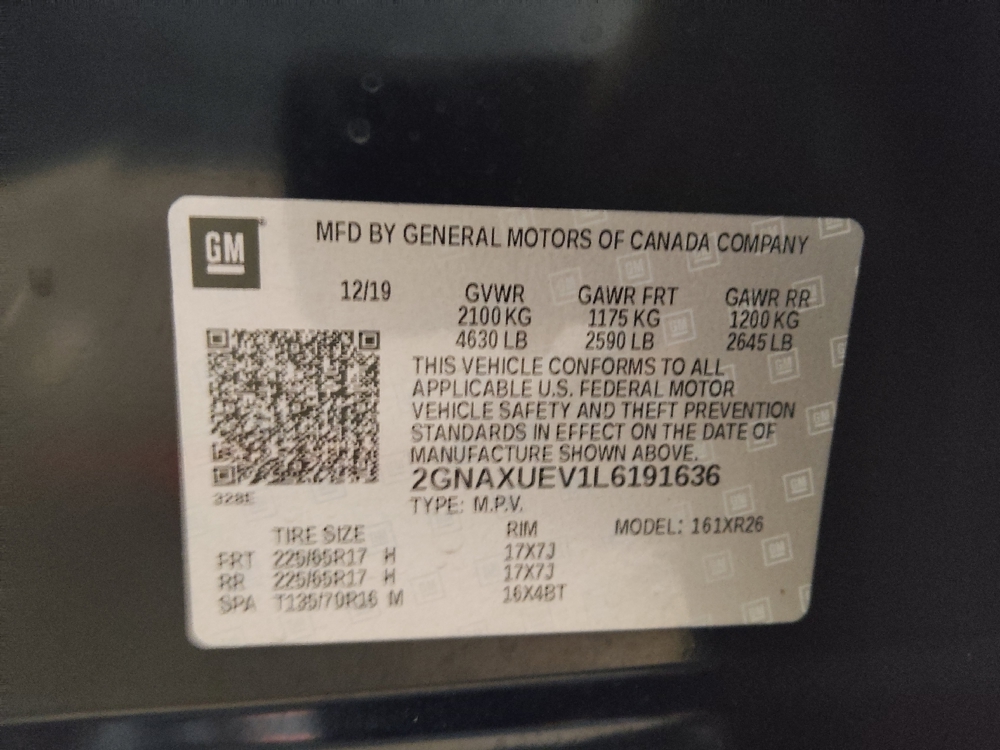 GM
MFD BY GENERAL MOTORS OF CANADA COMPANY
12/19 GVWR GAWR FRT GAWR RR
2100 KG 1175 KG 1200 KG
4630 LB 2590 LB 2645 LB
THIS VEHICLE CONFORMS TO ALL
APPLICABLE U.S. FEDERAL MOTOR
VEHICLE SAFETY AND THEFT PREVENTION
STANDARDS IN EFFECT ON THE DATE OF
MANUFACTURE SHOWN ABOVE.
2GNAXUEV1L6191636
328E
TYPE: M.P.V.
TIRE SIZE RIM MODEL: 161XR26
FRT 225/65R17 H 17X7J
RR 225/65R17 H 17X7J
SPA T135/70R16 M 16X4BT